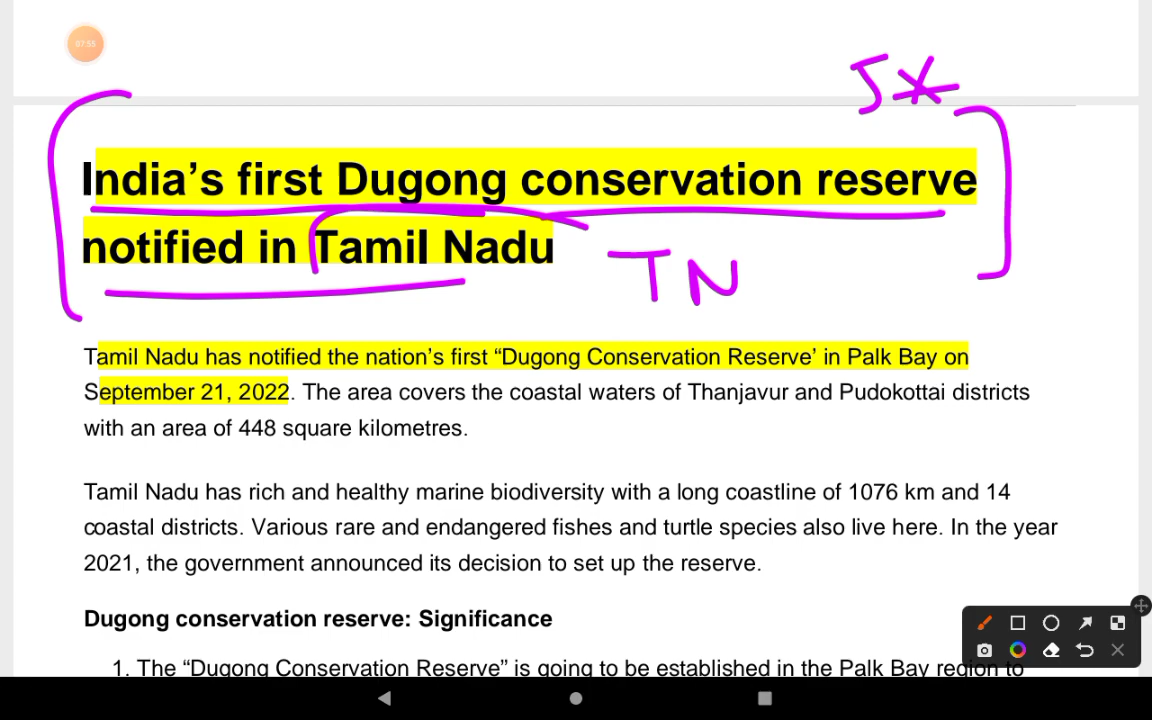 07:55
5*
India’s first Dugong conservation reserve
notified in Tamil Nadu
TN
Tamil Nadu has notified the nation’s first “Dugong Conservation Reserve’ in Palk Bay on
September 21, 2022. The area covers the coastal waters of Thanjavur and Pudokottai districts
with an area of 448 square kilometres.
Tamil Nadu has rich and healthy marine biodiversity with a long coastline of 1076 km and 14
coastal districts. Various rare and endangered fishes and turtle species also live here. In the year
2021, the government announced its decision to set up the reserve.
Dugong conservation reserve: Significance
1. The “Dugong Conservation Reserve” is going to be established in the Palk Bay region to